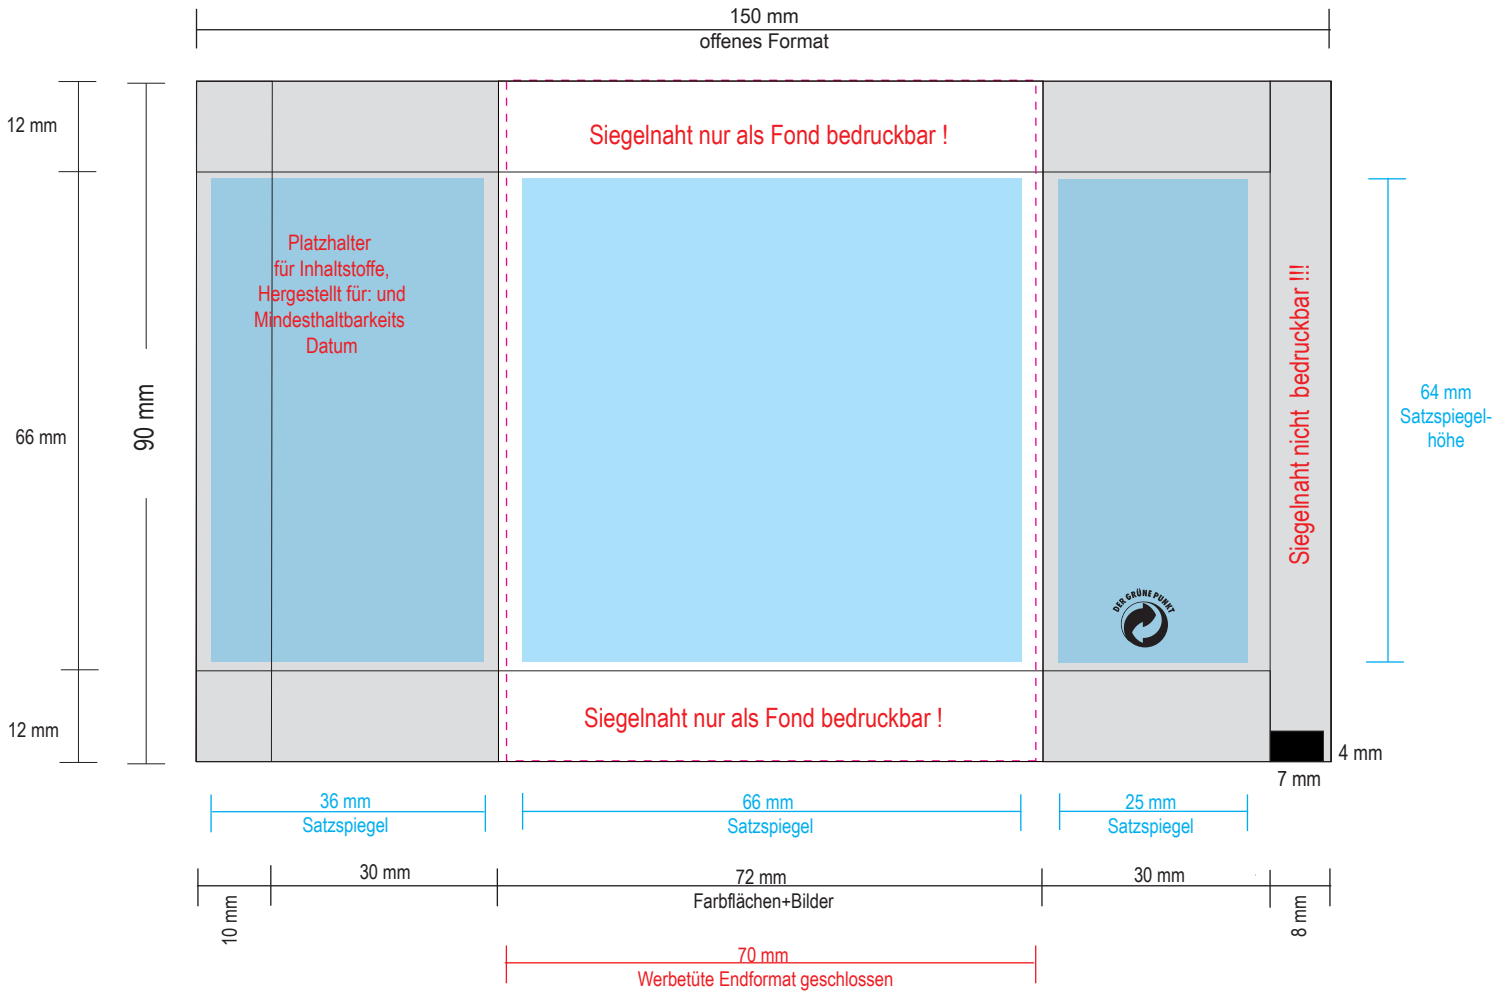 150 mm
offenes Format
12 mm
66 mm
12 mm
90 mm
Siegelnaht nur als Fond bedruckbar !
Platzhalter
für Inhaltstoffe,
Hergestellt für: und
Mindesthaltbarkeits
Datum
DER GRÜNE PUNKT
Siegelnaht nicht bedruckbar !!!
64 mm
Satzspiegel-
höhe
Siegelnaht nur als Fond bedruckbar !
4 mm
7 mm
36 mm
Satzspiegel
66 mm
Satzspiegel
25 mm
Satzspiegel
10 mm
30 mm
72 mm
Farbflächen+Bilder
30 mm
8 mm
70 mm
Werbetüte Endformat geschlossen